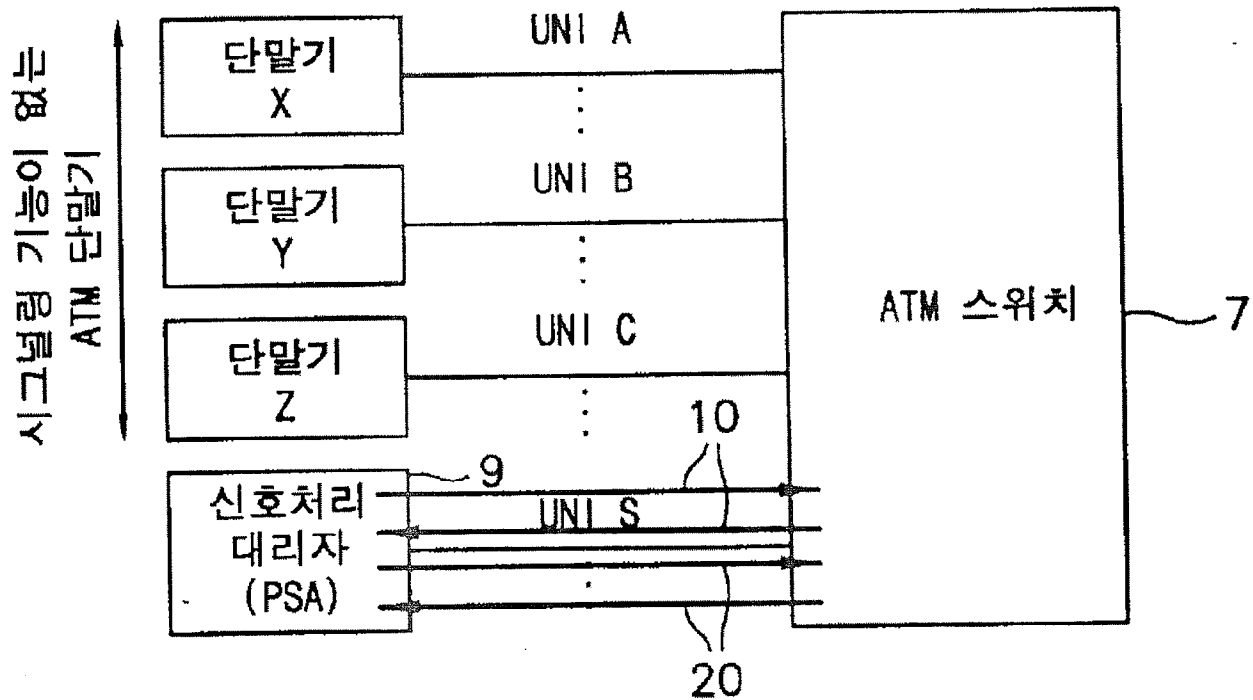 시그널링 기능이 없는
ATM 단말기
단말기
X
UNI A
단말기
Y
UNI B
단말기
Z
UNI C
ATM 스위치
7
10
9
신호처리
대리자
(PSA)
UNI S
20